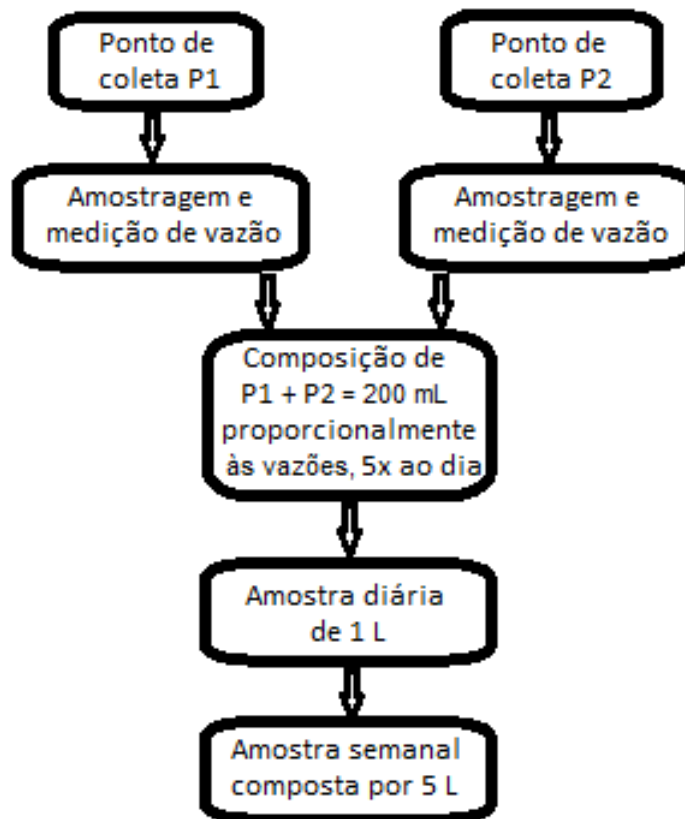 Ponto de
coleta P1
Ponto de
coleta P2
Amostragem e
medição de vazão
Amostragem e
medição de vazão
Composição de
P1 + P2 = 200 mL
proporcionalmente
às vazões, 5x ao dia
Amostra diária
de 1 L
Amostra semanal
composta por 5 L